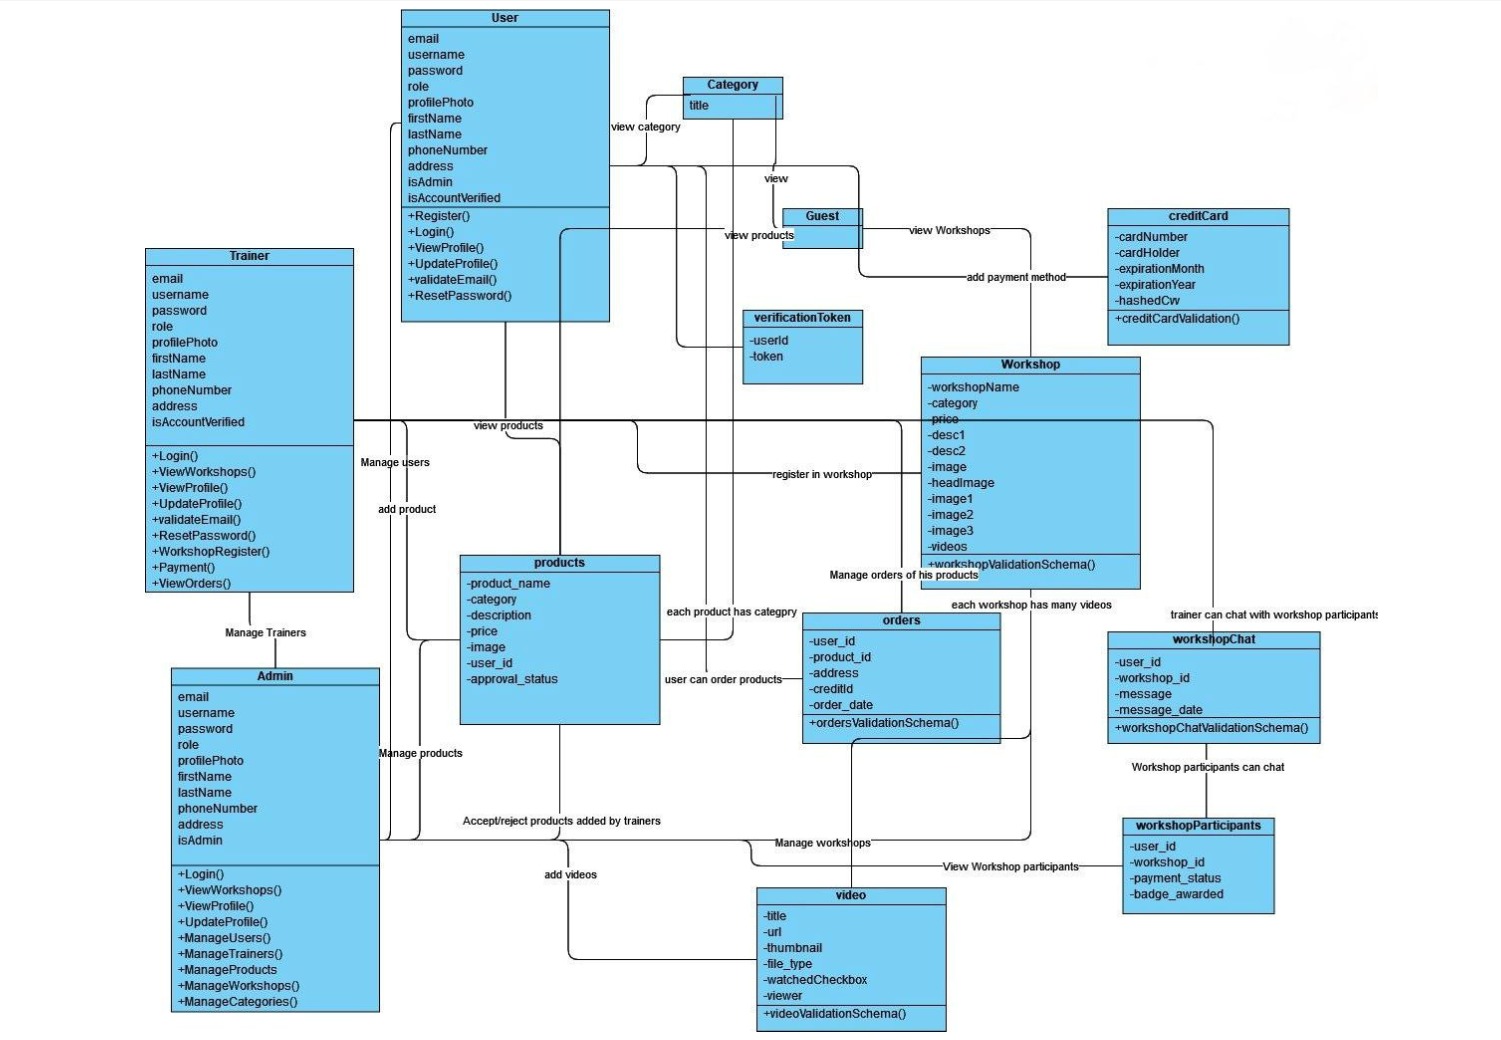 User
email
username
password
role
profilePhoto
firstName
lastName
phoneNumber
address
isAdmin
isAccountVerified
+Register()
+Login()
+ViewProfile()
+UpdateProfile()
+validateEmail()
+ResetPassword()
Category
title
view category
view
Guest
view products
view Workshops
creditCard
-cardNumber
-cardHolder
-expirationMonth
-expirationYear
-hashedCvv
+creditCardValidation()
add payment method
verificationToken
-userId
-token
Trainer
email
username
password
role
profilePhoto
firstName
lastName
phoneNumber
address
isAccountVerified
+Login()
+ViewWorkshops()
+ViewProfile()
+UpdateProfile()
+validateEmail()
+ResetPassword()
+WorkshopRegister()
+Payment()
+ViewOrders()
Workshop
-workshopName
-category
-price
-desc1
-desc2
-image
-headImage
-image1
-image2
-image3
-videos
+workshopValidationSchema()
view products
Manage users
add product
register in workshop
products
-product_name
-category
-description
-price
-image
-user_id
-approval_status
Manage orders of his products
each workshop has many videos
each product has categpry
user can order products
orders
-user_id
-product_id
-address
-creditId
-order_date
+ordersValidationSchema()
trainer can chat with workshop participants
workshopChat
-user_id
-workshop_id
-message
-message_date
+workshopChatValidationSchema()
Manage Trainers
Admin
email
username
password
role
profilePhoto
firstName
lastName
phoneNumber
address
isAdmin
+Login()
+ViewWorkshops()
+ViewProfile()
+UpdateProfile()
+ManageUsers()
+ManageTrainers()
+ManageProducts
+ManageWorkshops()
+ManageCategories()
Manage products
Workshop participants can chat
Accept/reject products added by trainers
Manage workshops
View Workshop participants
add videos
workshopParticipants
-user_id
-workshop_id
-payment_status
-badge_awarded
video
-title
-url
-thumbnail
-file_type
-watchedCheckbox
-viewer
+videoValidationSchema()